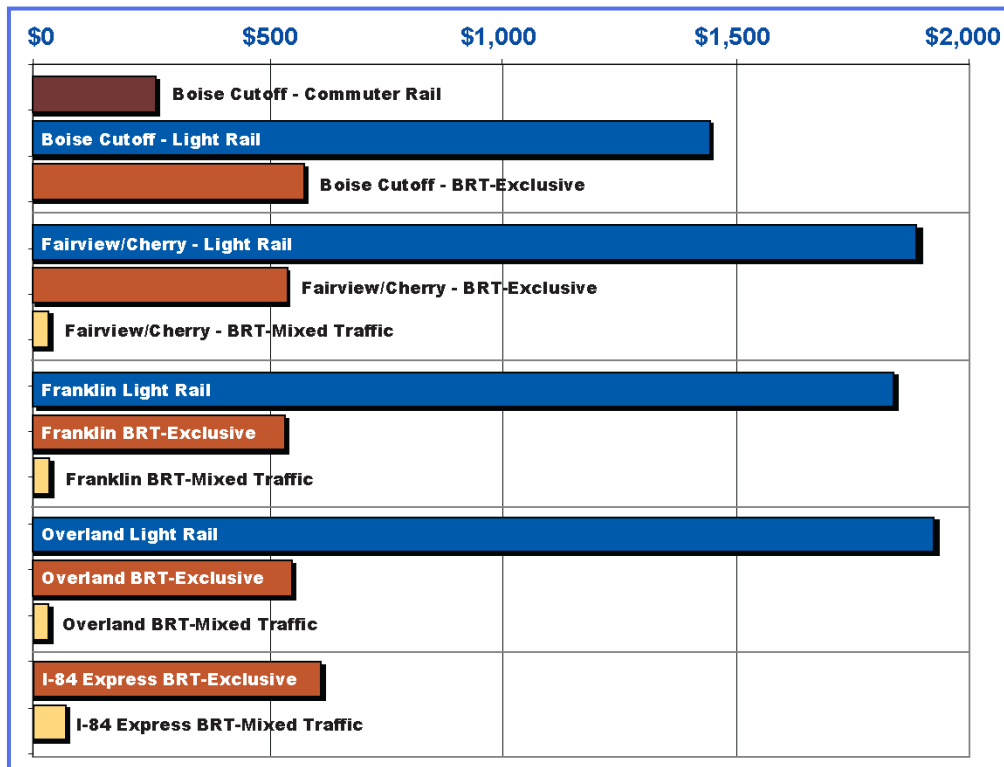 $0 $500 $1,000 $1,500 $2,000
Boise Cutoff - Commuter Rail
Boise Cutoff - Light Rail
Boise Cutoff - BRT-Exclusive
Fairview/Cherry - Light Rail
Fairview/Cherry - BRT-Exclusive
Fairview/Cherry - BRT-Mixed Traffic
Franklin Light Rail
Franklin BRT-Exclusive
Franklin BRT-Mixed Traffic
Overland Light Rail
Overland BRT-Exclusive
Overland BRT-Mixed Traffic
I-84 Express BRT-Exclusive
I-84 Express BRT-Mixed Traffic